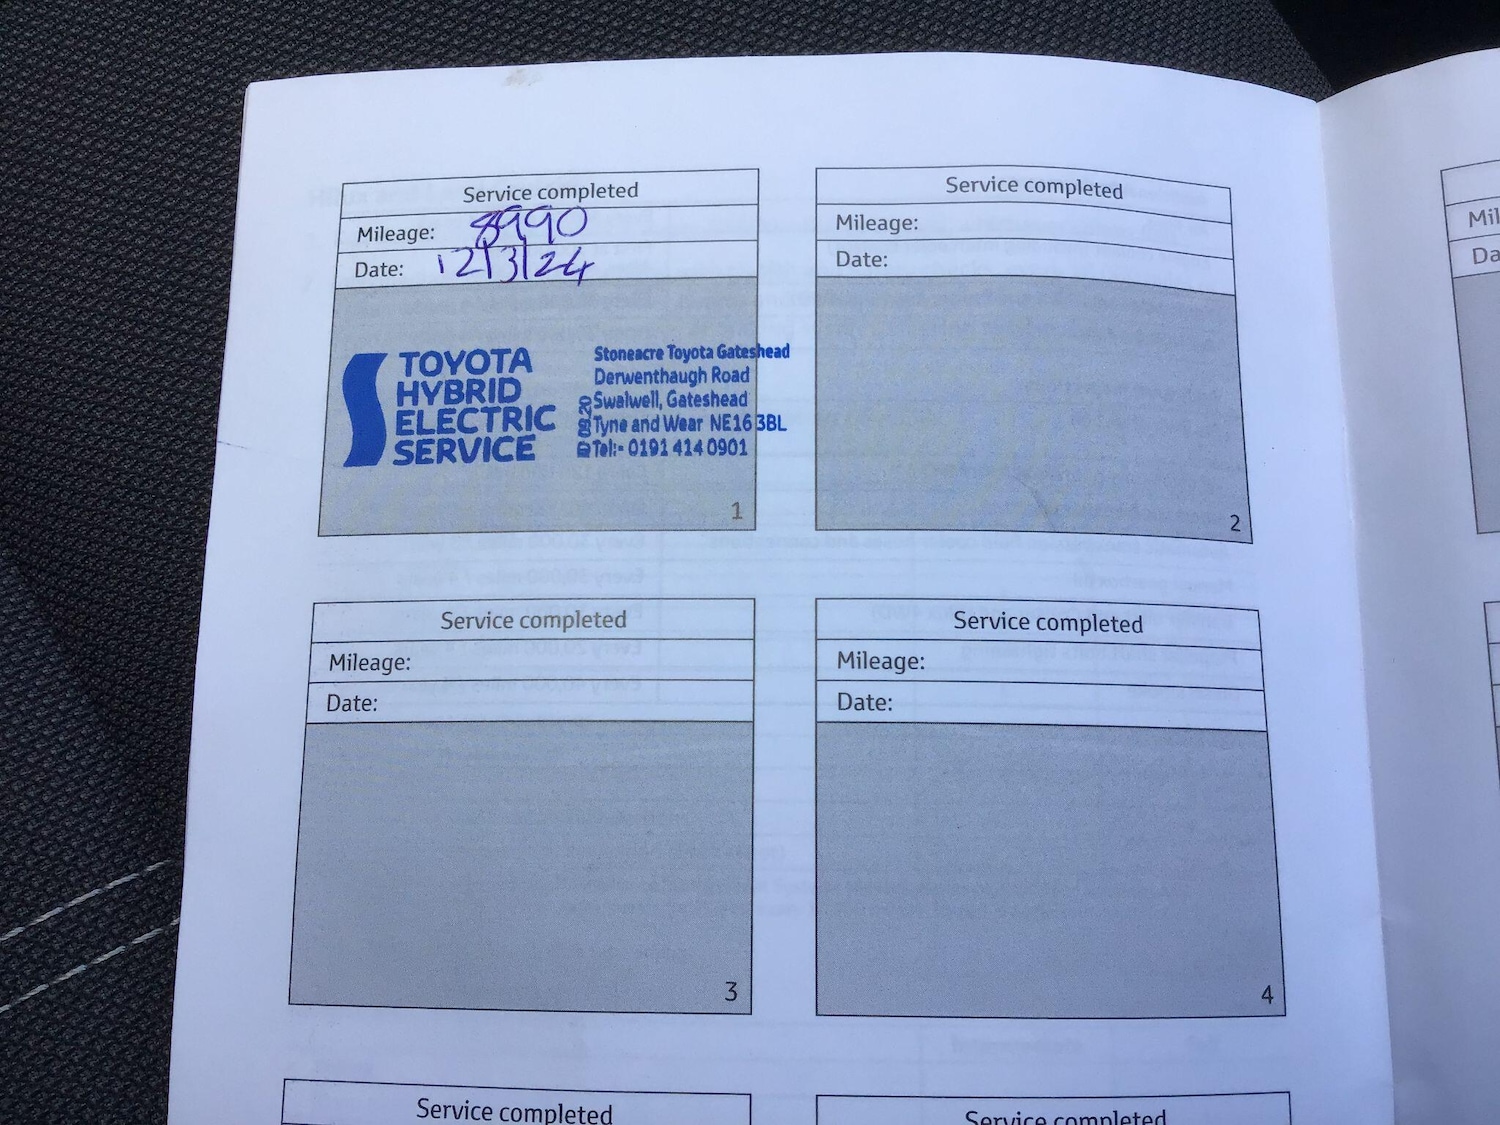 Service completed
Mileage: 8990
Date: 12/3/24
TOYOTA
HYBRID
ELECTRIC
SERVICE
Stoneacre Toyota Gateshead
Derwenthaugh Road
Swalwell, Gateshead
Tyne and Wear NE16 3BL
Tel:- 0191 414 0901
1
Service completed
Mileage:
Date:
2
Service completed
Mileage:
Date:
3
Service completed
Mileage:
Date:
4
Service completed
Service completed
Mil
Da